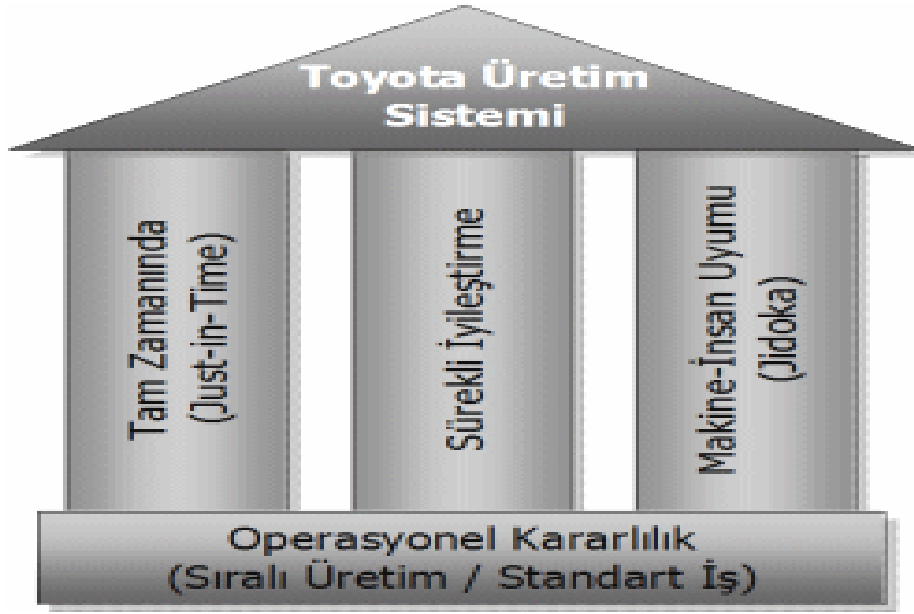 Toyota Üretim
Sistemi
Tam Zamanında
(Just-in-Time)
Sürekli İyileştirme
Makine-İnsan Uyumu
(Jidoka)
Operasyonel Kararlılık
(Sıralı Üretim / Standart İş)